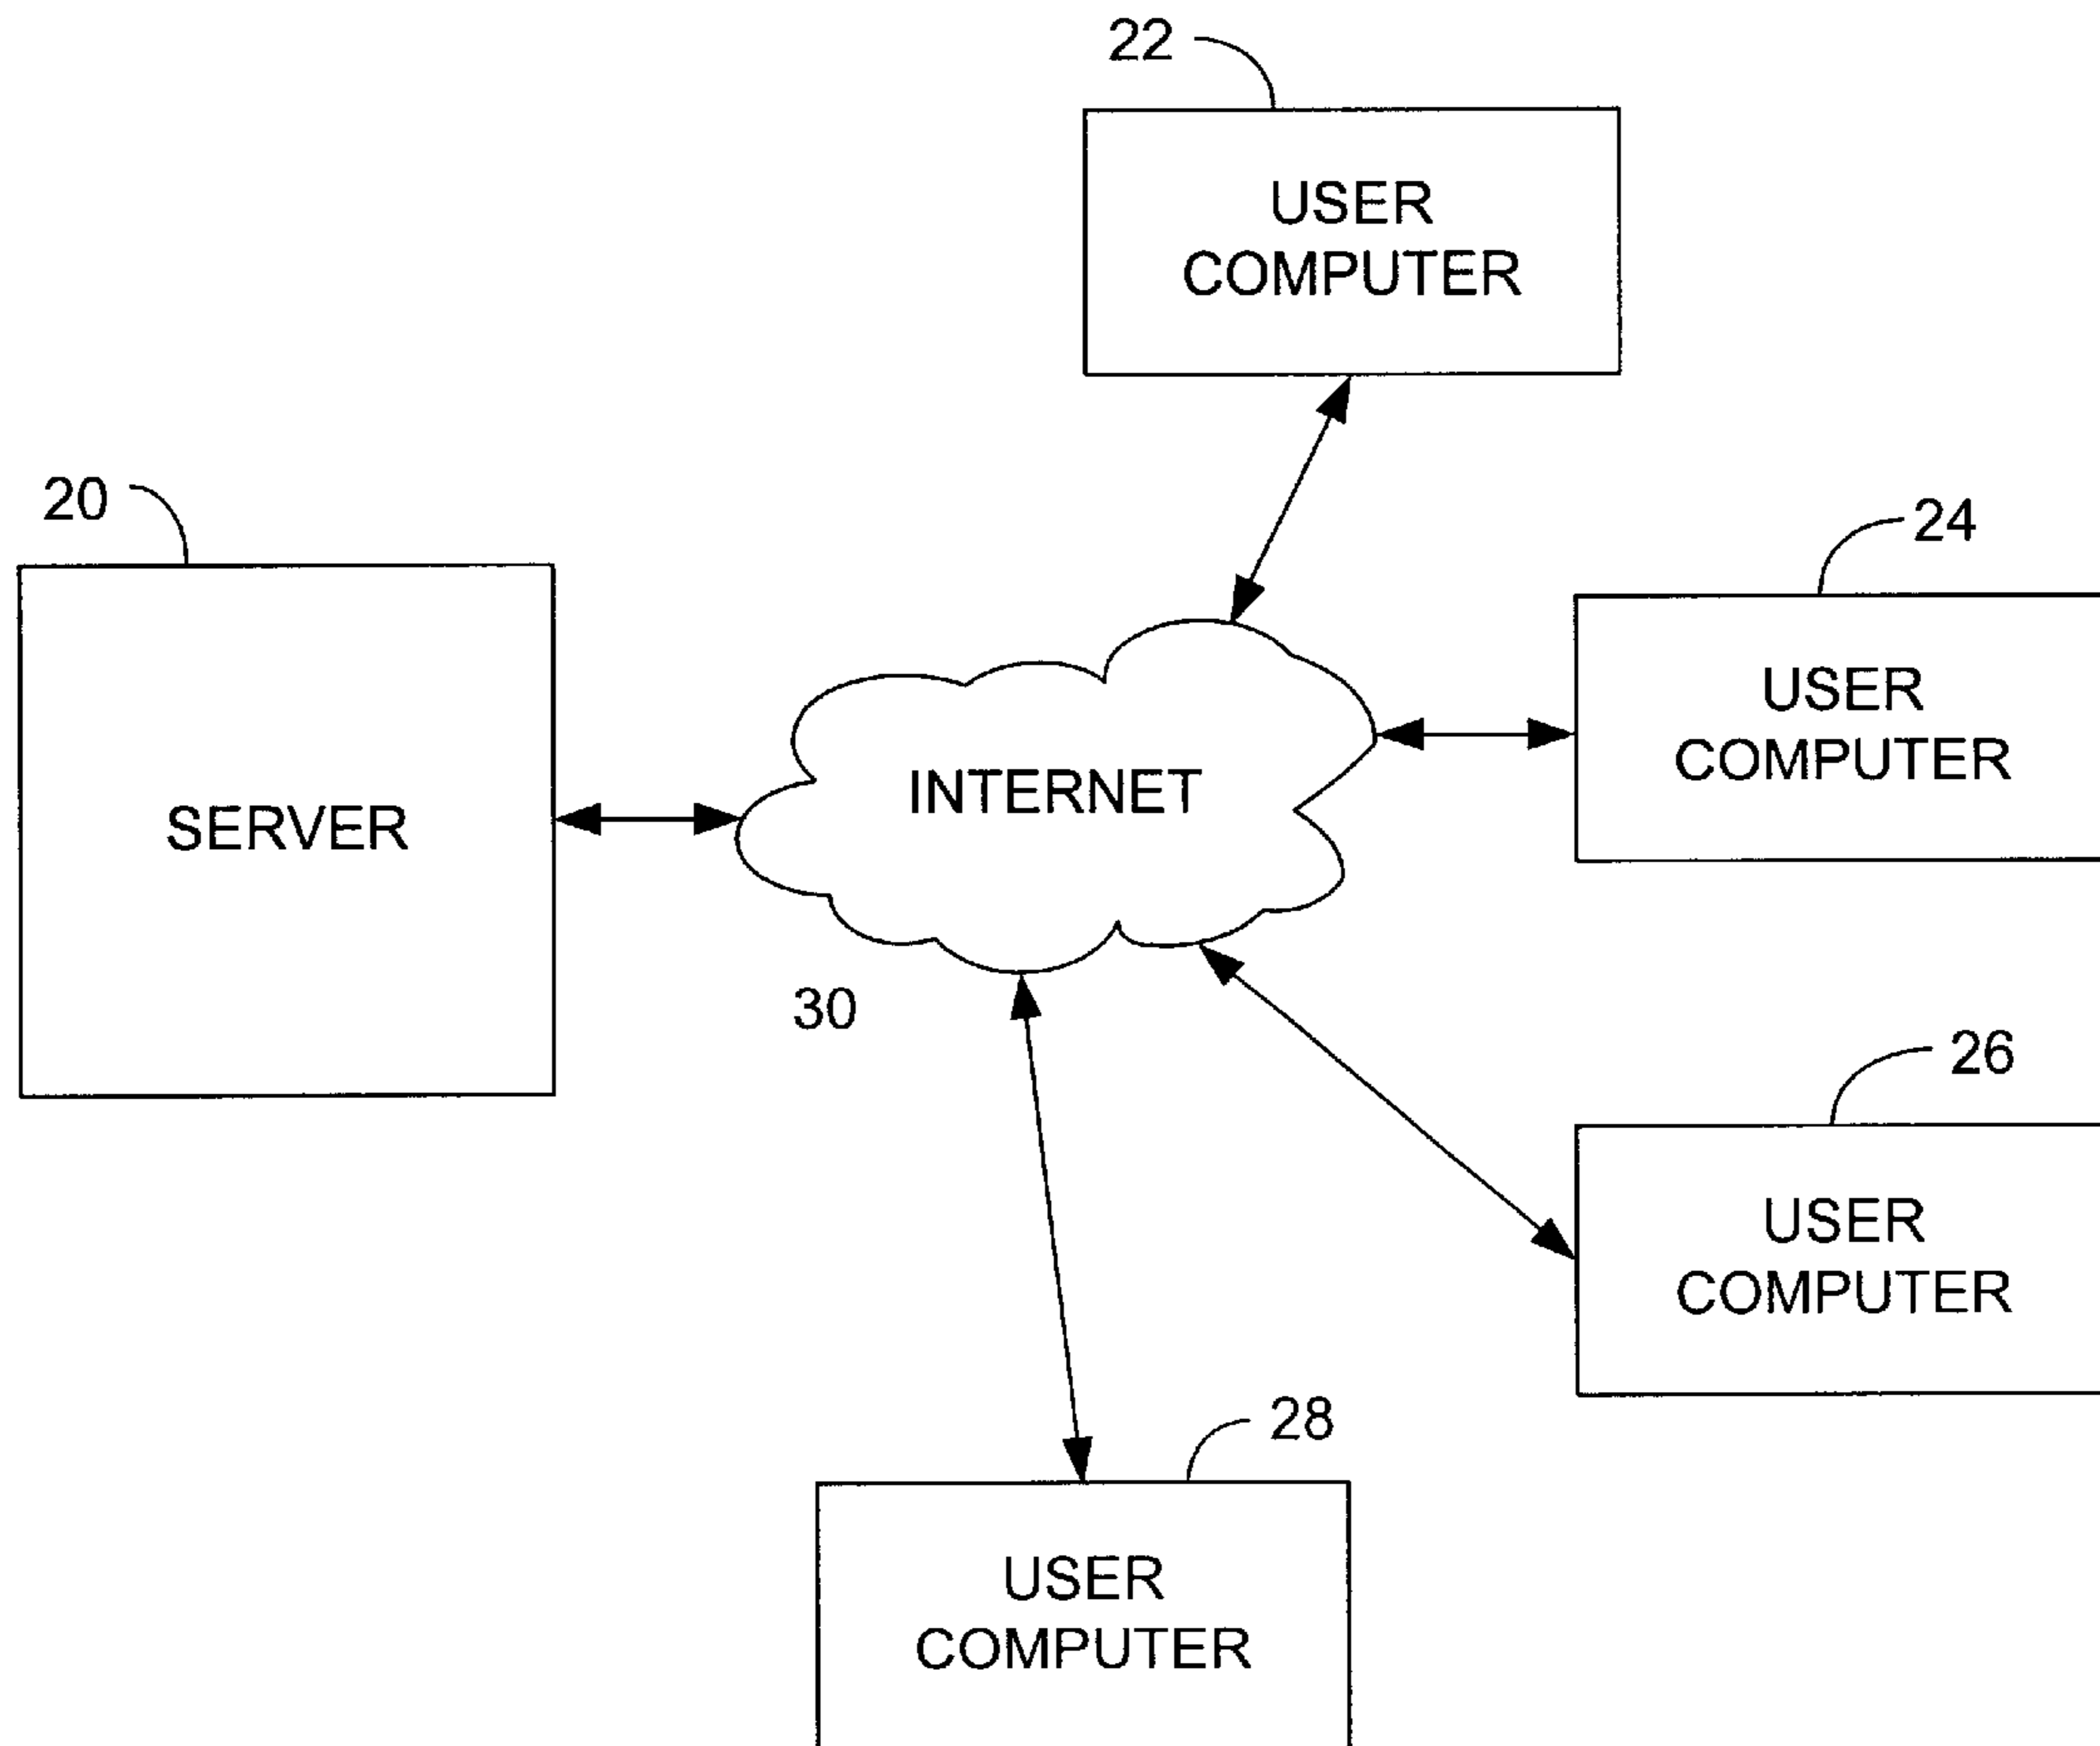 22
USER
COMPUTER
20
24
USER
COMPUTER
INTERNET
SERVER
30
26
USER
COMPUTER
28
USER
COMPUTER